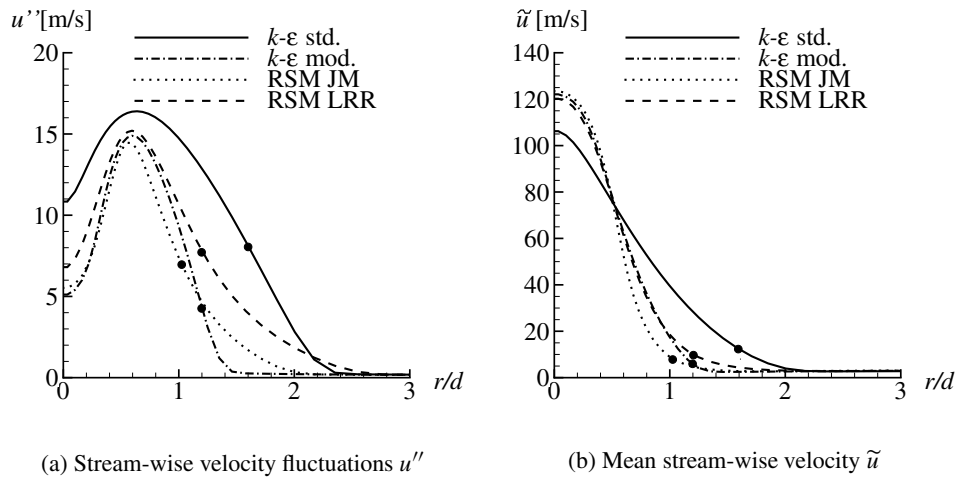 u’’[m/s]
k-ε std.
k-ε mod.
RSM JM
RSM LRR
20
15
10
5
0
0 1 2 3
r/d
(a) Stream-wise velocity fluctuations u″
ũ [m/s]
k-ε std.
k-ε mod.
RSM JM
RSM LRR
140
120
100
80
60
40
20
0
0 1 2 3
r/d
(b) Mean stream-wise velocity ũ